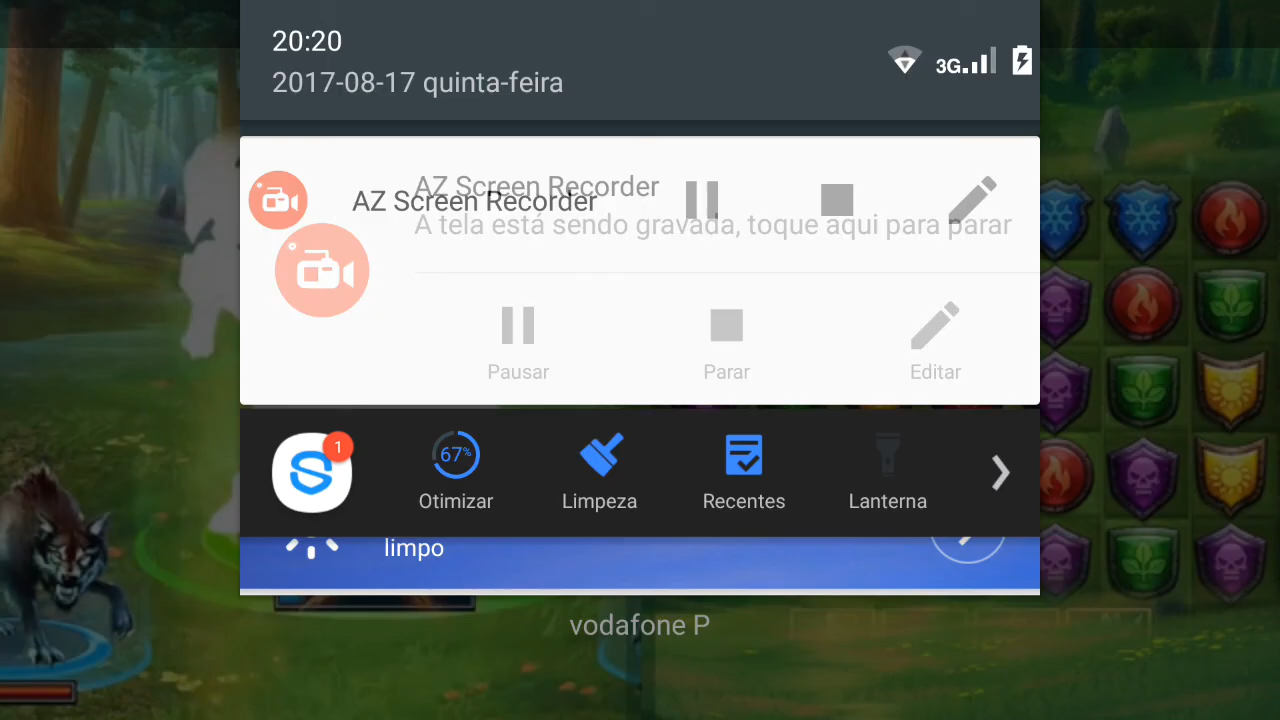 20:20
2017-08-17 quinta-feira
3G
AZ Screen Recorder
AZ Screen Recorder
A tela está sendo gravada, toque aqui para parar
Pausar
Parar
Editar
1
67%
Otimizar
Limpeza
Recentes
Lanterna
limpo
vodafone P